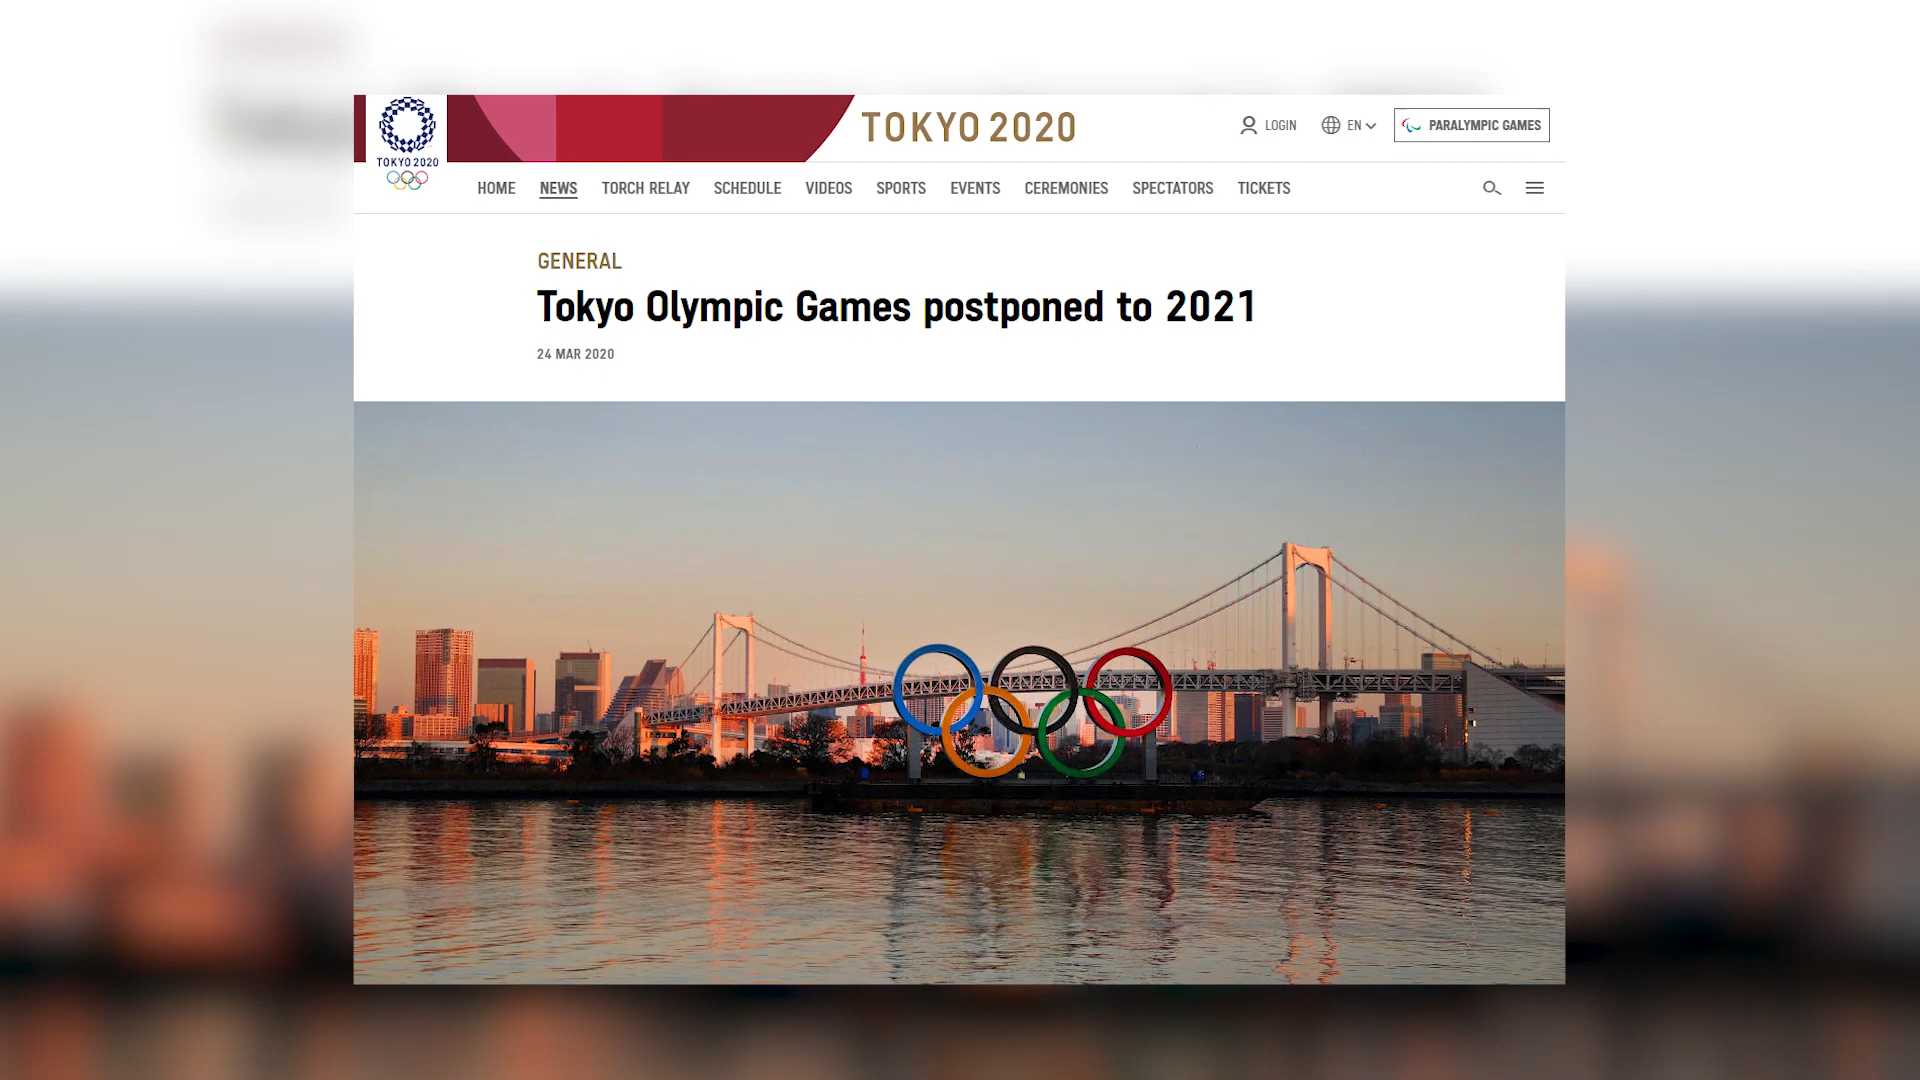 TOKYO 2020
TOKYO 2020
LOGIN
EN
PARALYMPIC GAMES
HOME NEWS TORCH RELAY SCHEDULE VIDEOS SPORTS EVENTS CEREMONIES SPECTATORS TICKETS
GENERAL
Tokyo Olympic Games postponed to 2021
24 MAR 2020